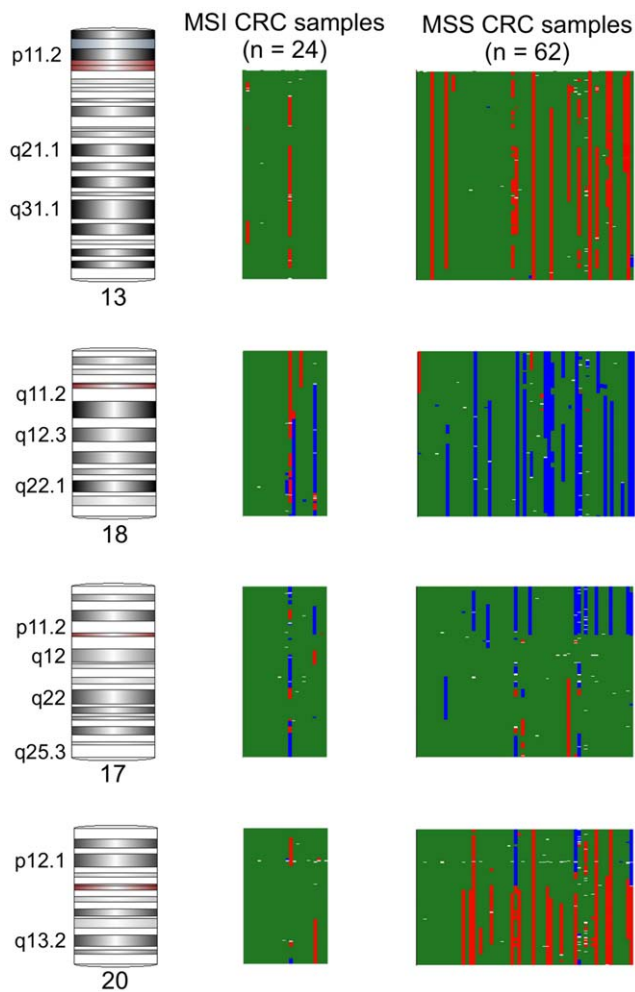 MSI CRC samples
(n = 24)
MSS CRC samples
(n = 62)
p11.2
q21.1
q31.1
13
q11.2
q12.3
q22.1
18
p11.2
q12
q22
q25.3
17
p12.1
q13.2
20